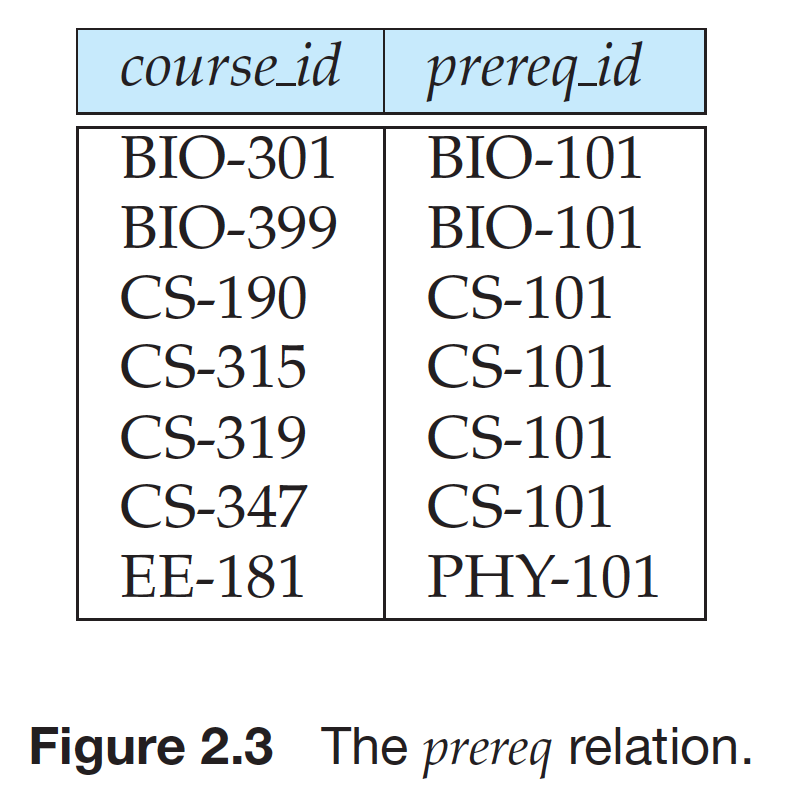 course_id prereq_id
BIO-301 BIO-101
BIO-399 BIO-101
CS-190 CS-101
CS-315 CS-101
CS-319 CS-101
CS-347 CS-101
EE-181 PHY-101
Figure 2.3 The prereq relation.